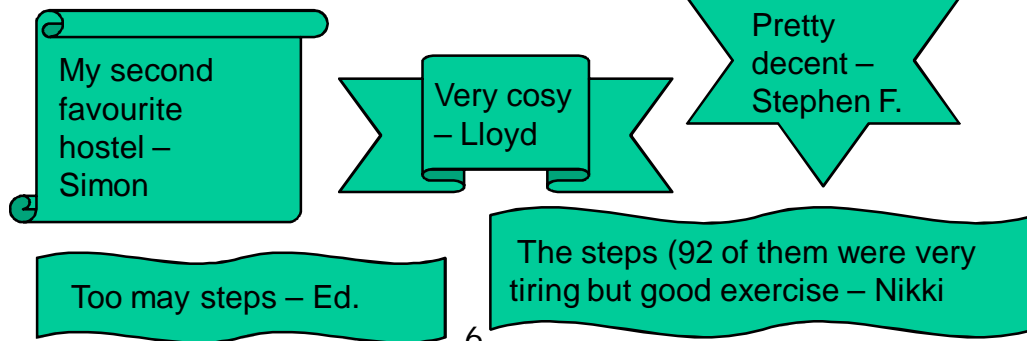 My second
favourite
hostel –
Simon
Very cosy
– Lloyd
Pretty
decent –
Stephen F.
Too may steps – Ed.
The steps (92 of them were very
tiring but good exercise – Nikki
6